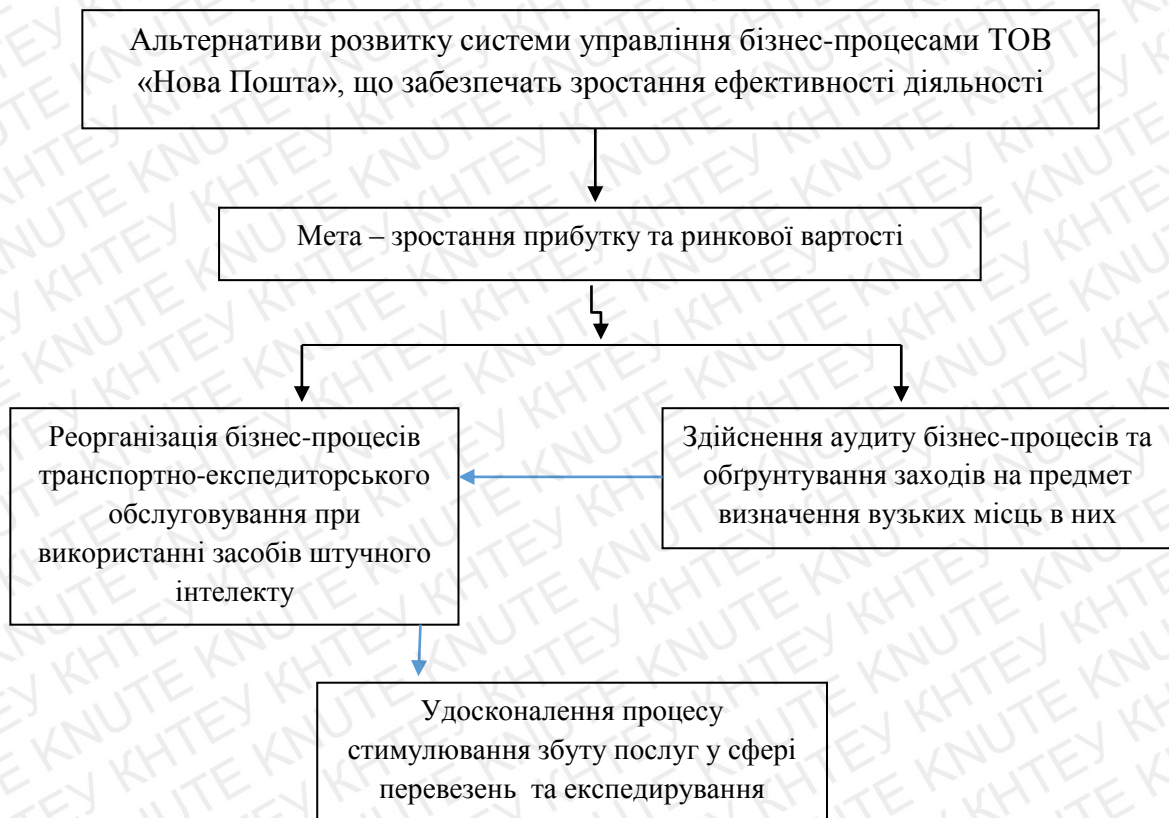 Альтернативи розвитку системи управління бізнес-процесами ТОВ
«Нова Пошта», що забезпечать зростання ефективності діяльності
Мета – зростання прибутку та ринкової вартості
Реорганізація бізнес-процесів
транспортно-експедиторського
обслуговування при
використанні засобів штучного
інтелекту
Здійснення аудиту бізнес-процесів та
обґрунтування заходів на предмет
визначення вузьких місць в них
Удосконалення процесу
стимулювання збуту послуг у сфері
перевезень та експедирування